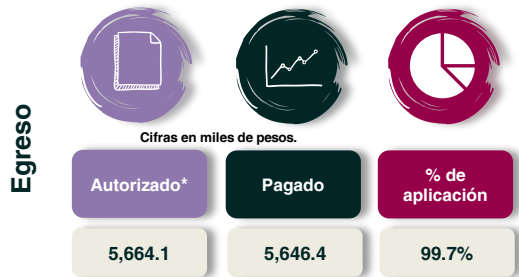 Egreso
Cifras en miles de pesos.
Autorizado*
Pagado
% de
aplicación
5,664.1
5,646.4
99.7%